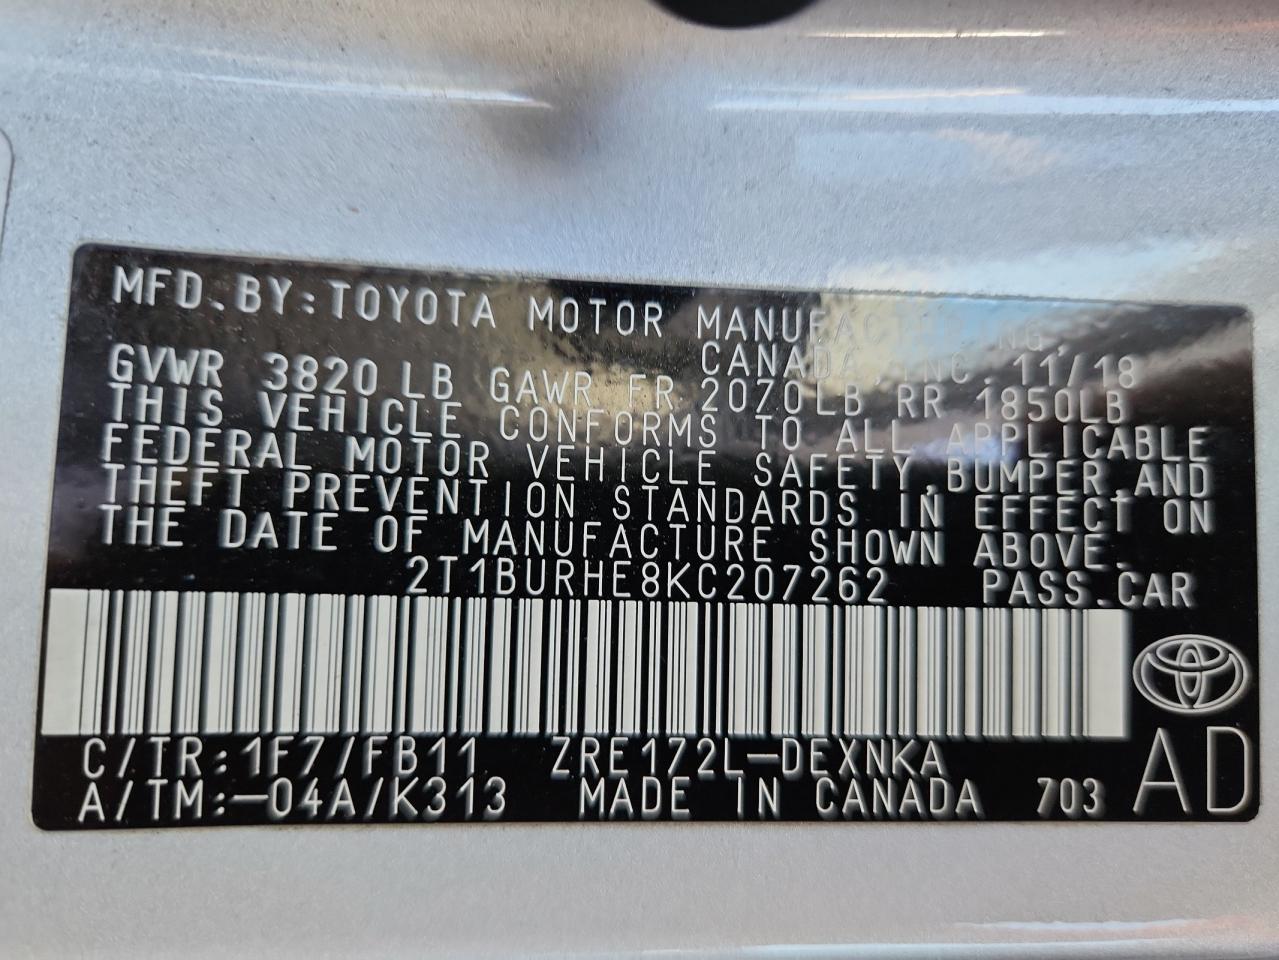 MFD.BY:TOYOTA MOTOR MANUFACTURING,
CANADA, INC. 11/18
GVWR 3820 LB GAWR FR 2070LB RR 1850LB
THIS VEHICLE CONFORMS TO ALL APPLICABLE
FEDERAL MOTOR VEHICLE SAFETY,BUMPER,AND
THEFT PREVENTION STANDARDS IN EFFECT ON
THE DATE OF MANUFACTURE SHOWN ABOVE.
2T1BURHE8KC207262 PASS.CAR
C/TR:1F7/FB11 ZRE172L-DEXNKA
A/TM:-04A/K313 MADE IN CANADA 703 AD